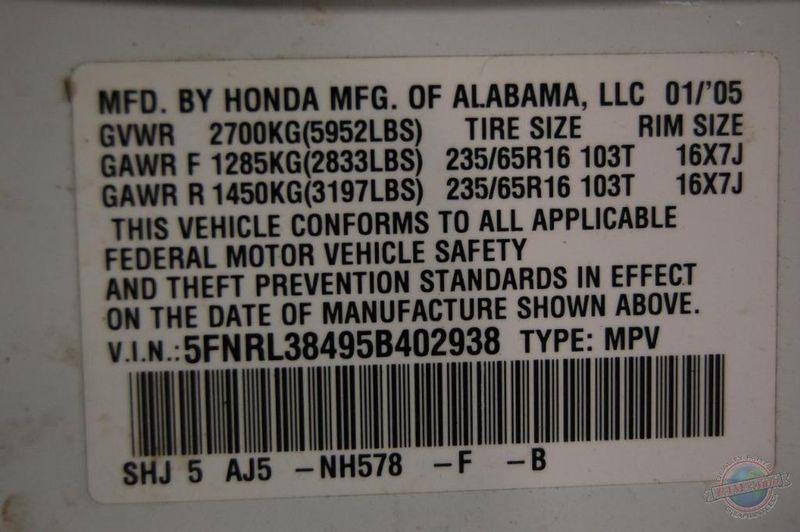 MFD. BY HONDA MFG. OF ALABAMA, LLC 01/'05
GVWR 2700KG(5952LBS) TIRE SIZE RIM SIZE
GAWR F 1285KG(2833LBS) 235/65R16 103T 16X7J
GAWR R 1450KG(3197LBS) 235/65R16 103T 16X7J
THIS VEHICLE CONFORMS TO ALL APPLICABLE
FEDERAL MOTOR VEHICLE SAFETY
AND THEFT PREVENTION STANDARDS IN EFFECT
ON THE DATE OF MANUFACTURE SHOWN ABOVE.
V.I.N.: 5FNRL38495B402938 TYPE: MPV
SHJ 5 AJ5 -NH578 -F -B